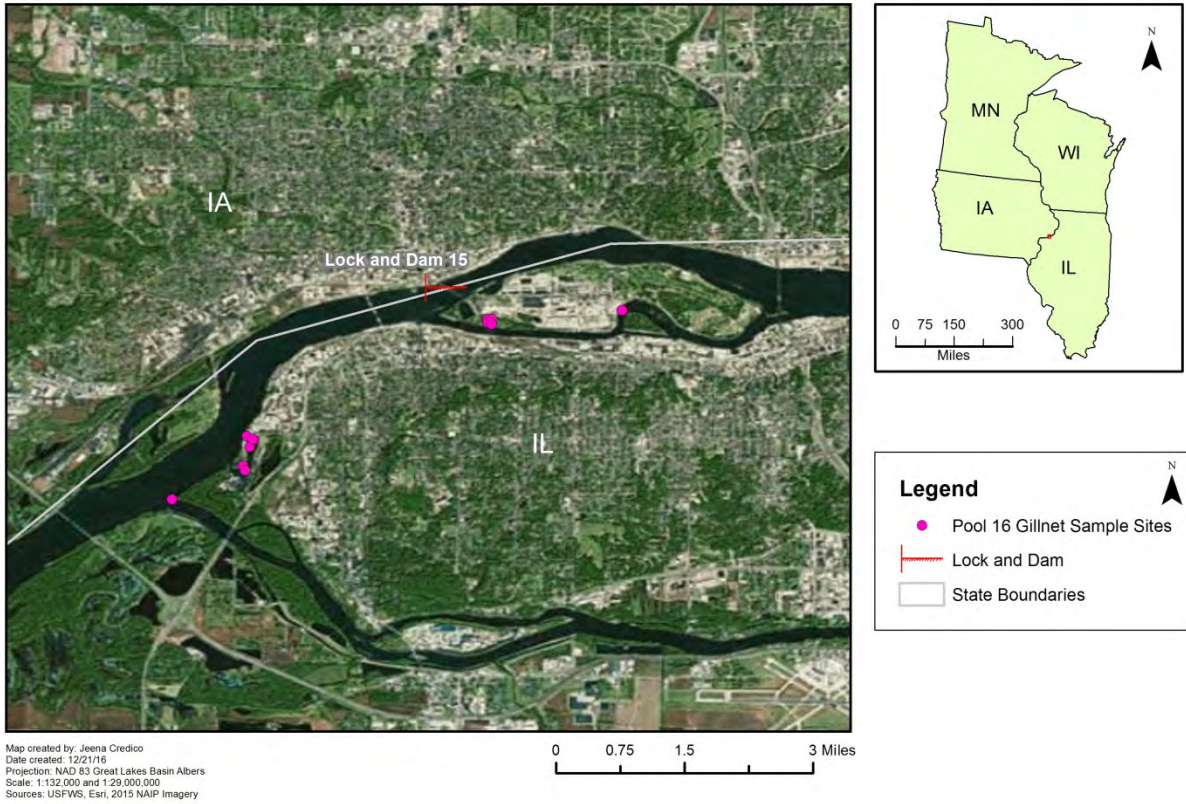 IA
Lock and Dam 15
IL
N
MN
WI
IA
IL
0 75 150 300
Miles
Legend
N
Pool 16 Gillnet Sample Sites
Lock and Dam
State Boundaries
Map created by: Jeena Credico
Date created: 12/21/16
Projection: NAD 83 Great Lakes Basin Albers
Scale: 1:132,000 and 1:29,000,000
Sources: USFWS, Esri, 2015 NAIP Imagery
0 0.75 1.5 3 Miles